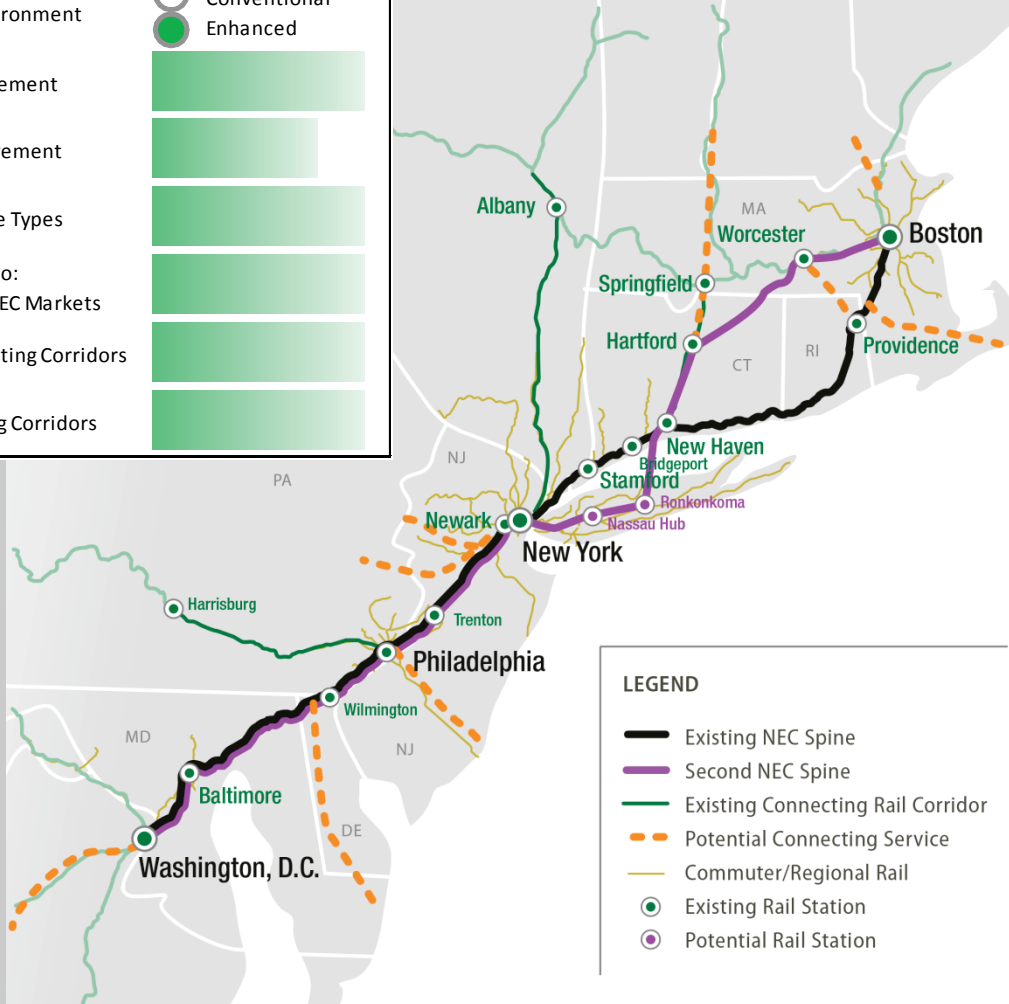 Conventional
Enhanced
e Types
o:
EC Markets
ting Corridors
g Corridors
Albany
MA
Worcester
Boston
Springfield
Hartford
Providence
CT
RI
New Haven
Bridgeport
Stamford
Ronkonkoma
Nassau Hub
NJ
PA
Newark
New York
Harrisburg
Trenton
Philadelphia
Wilmington
MD
NJ
Baltimore
DE
Washington, D.C.
LEGEND
Existing NEC Spine
Second NEC Spine
Existing Connecting Rail Corridor
Potential Connecting Service
Commuter/Regional Rail
Existing Rail Station
Potential Rail Station